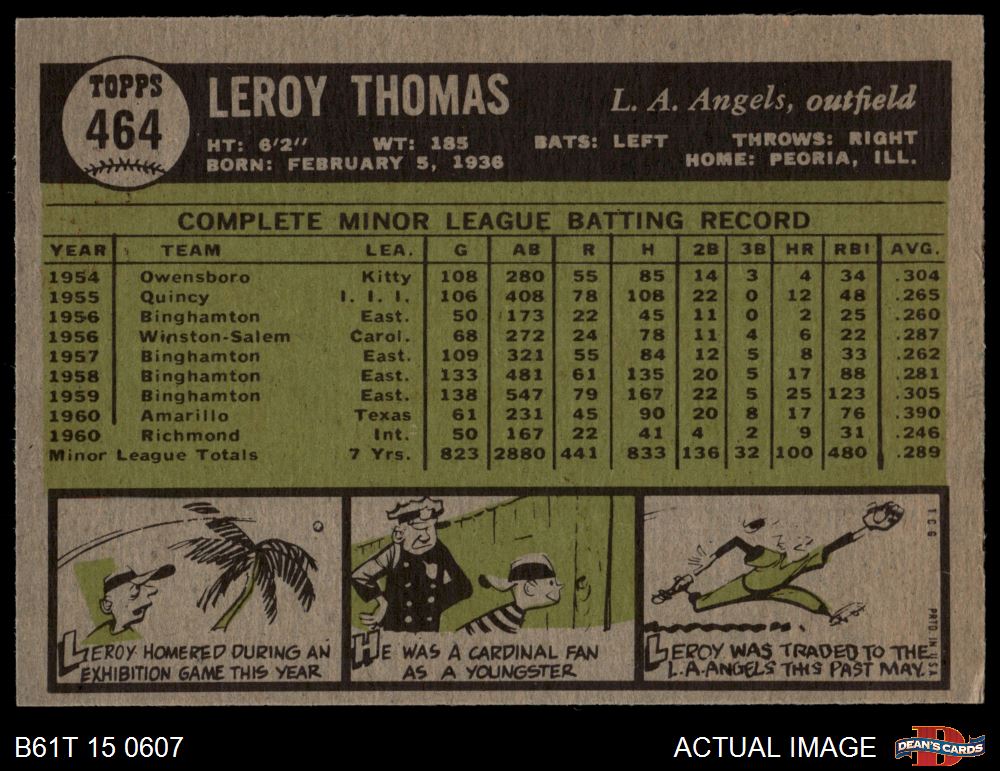 TOPPS
464
LEROY THOMAS
L. A. Angels, outfield
HT: 6'2" WT: 185 BATS: LEFT THROWS: RIGHT
BORN: FEBRUARY 5, 1936 HOME: PEORIA, ILL.
COMPLETE MINOR LEAGUE BATTING RECORD
YEAR TEAM LEA. G AB R H 2B 3B HR RBI AVG.
1954 Owensboro Kitty 108 280 55 85 14 3 4 34 .304
1955 Quincy I. I. I. 106 408 78 108 22 0 12 48 .265
1956 Binghamton East. 50 173 22 45 11 0 2 25 .260
1956 Winston-Salem Carol. 68 272 24 78 11 4 6 22 .287
1957 Binghamton East. 109 321 55 84 12 5 8 33 .262
1958 Binghamton East. 133 481 61 135 20 5 17 88 .281
1959 Binghamton East. 138 547 79 167 22 5 25 123 .305
1960 Amarillo Texas 61 231 45 90 20 8 17 76 .390
1960 Richmond Int. 50 167 22 41 4 2 9 31 .246
Minor League Totals 7 Yrs. 823 2880 441 833 136 32 100 480 .289
LEROY HOMERED DURING AN
EXHIBITION GAME THIS YEAR
HE WAS A CARDINAL FAN
AS A YOUNGSTER
LEROY WAS TRADED TO THE
L.A. ANGELS THIS PAST MAY.
T.C.G.
PRTD. IN U.S.A.
B61T 15 0607
ACTUAL IMAGE
DEAN'S CARDS